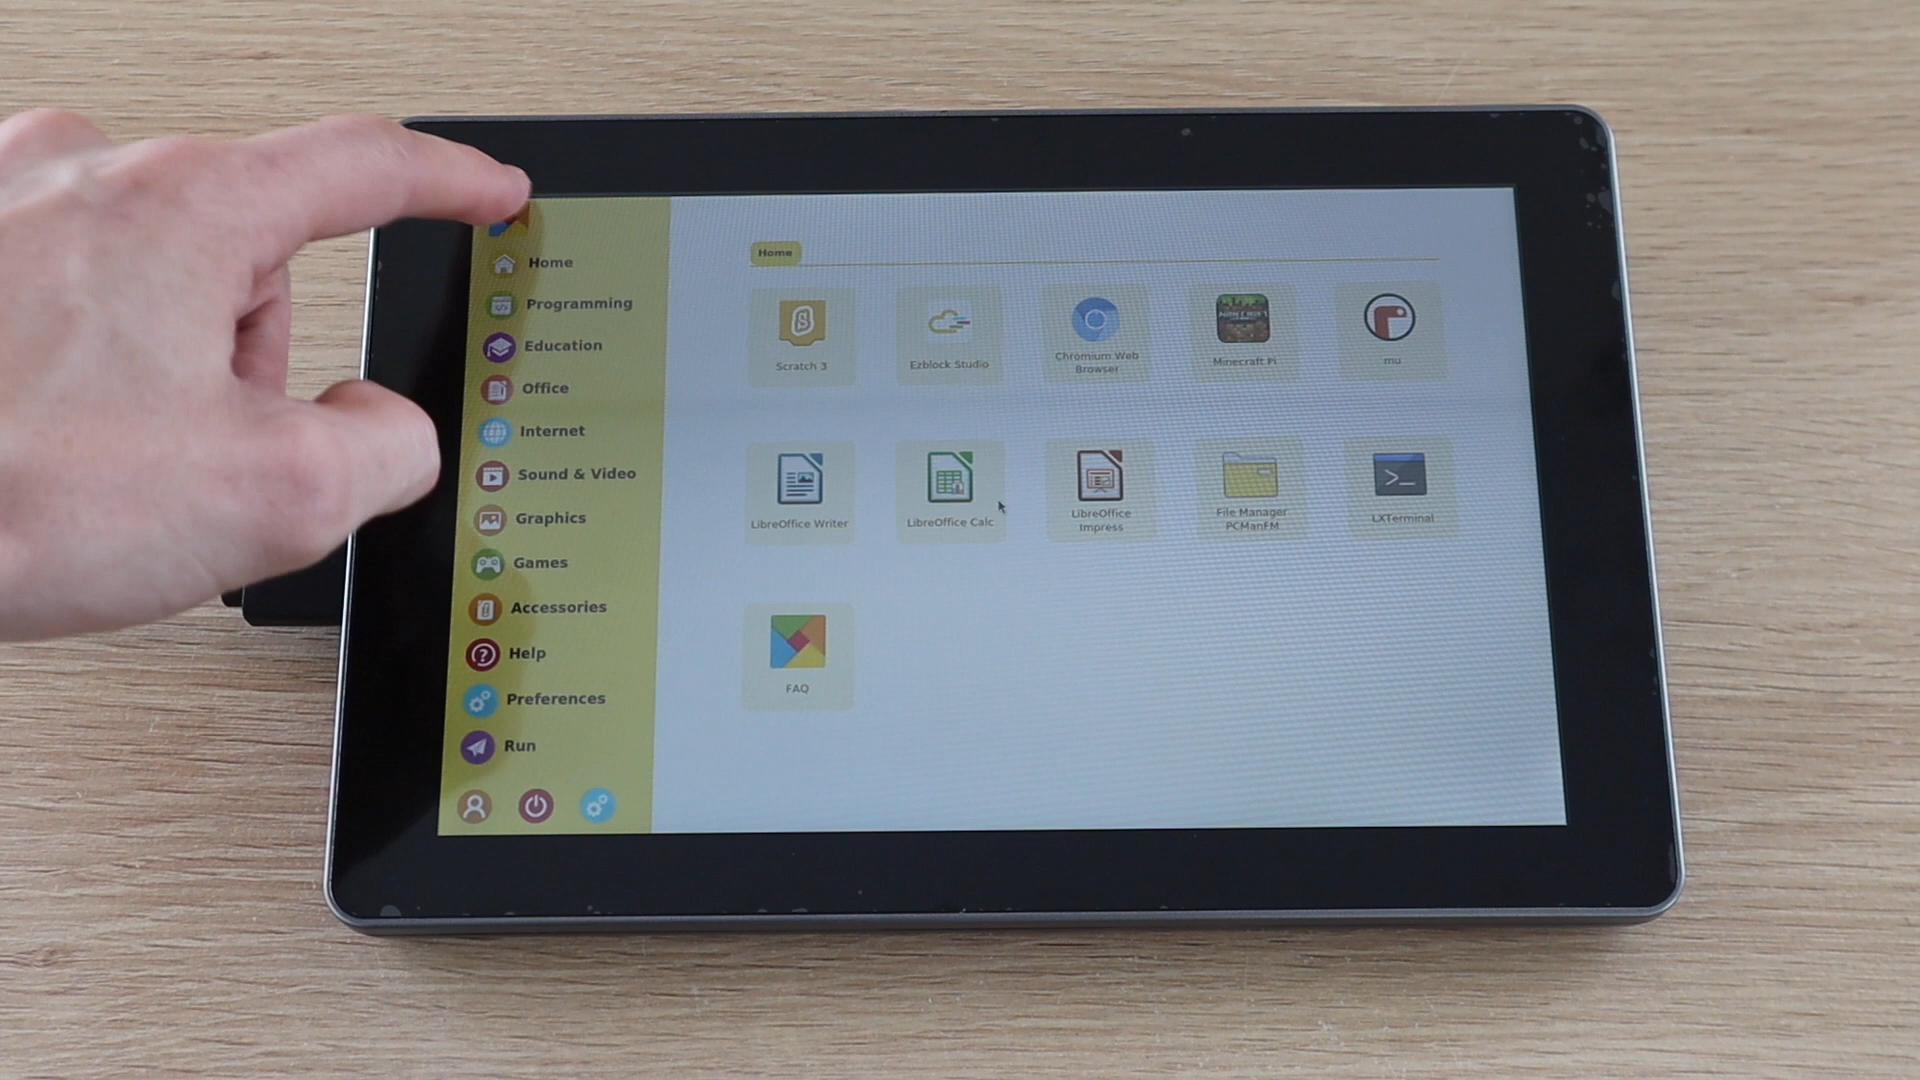 Home
Programming
Education
Office
Internet
Sound & Video
Graphics
Games
Accessories
Help
Preferences
Run
Home
Scratch 3
Ezblock Studio
Chromium Web
Browser
MINECRAFT
Minecraft Pi
mu
LibreOffice Writer
LibreOffice Calc
LibreOffice
Impress
File Manager
PCManFM
>_
LXTerminal
FAQ